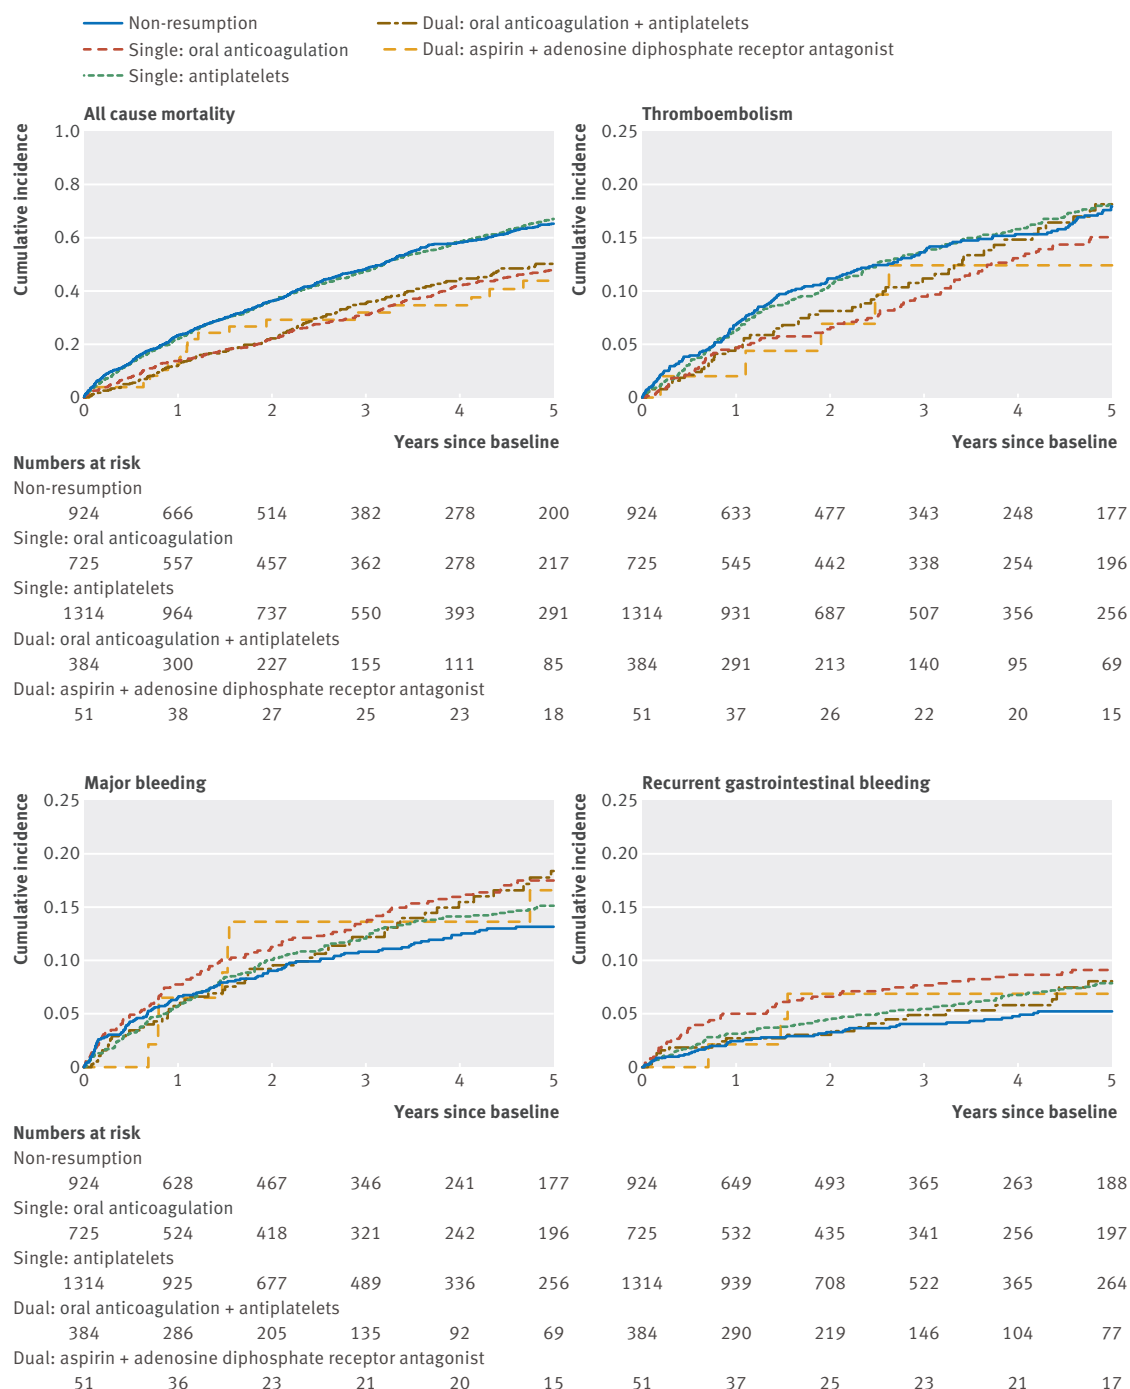 Non-resumption
Single: oral anticoagulation
Single: antiplatelets
Dual: oral anticoagulation + antiplatelets
Dual: aspirin + adenosine diphosphate receptor antagonist
All cause mortality
Cumulative incidence
1.0
0.8
0.6
0.4
0.2
0
0 1 2 3 4 5
Years since baseline
Thromboembolism
Cumulative incidence
0.25
0.20
0.15
0.10
0.05
0
0 1 2 3 4 5
Years since baseline
Numbers at risk
Non-resumption
924 666 514 382 278 200 924 633 477 343 248 177
Single: oral anticoagulation
725 557 457 362 278 217 725 545 442 338 254 196
Single: antiplatelets
1314 964 737 550 393 291 1314 931 687 507 356 256
Dual: oral anticoagulation + antiplatelets
384 300 227 155 111 85 384 291 213 140 95 69
Dual: aspirin + adenosine diphosphate receptor antagonist
51 38 27 25 23 18 51 37 26 22 20 15
Major bleeding
Cumulative incidence
0.25
0.20
0.15
0.10
0.05
0
0 1 2 3 4 5
Years since baseline
Recurrent gastrointestinal bleeding
Cumulative incidence
0.25
0.20
0.15
0.10
0.05
0
0 1 2 3 4 5
Years since baseline
Numbers at risk
Non-resumption
924 628 467 346 241 177 924 649 493 365 263 188
Single: oral anticoagulation
725 524 418 321 242 196 725 532 435 341 256 197
Single: antiplatelets
1314 925 677 489 336 256 1314 939 708 522 365 264
Dual: oral anticoagulation + antiplatelets
384 286 205 135 92 69 384 290 219 146 104 77
Dual: aspirin + adenosine diphosphate receptor antagonist
51 36 23 21 20 15 51 37 25 23 21 17